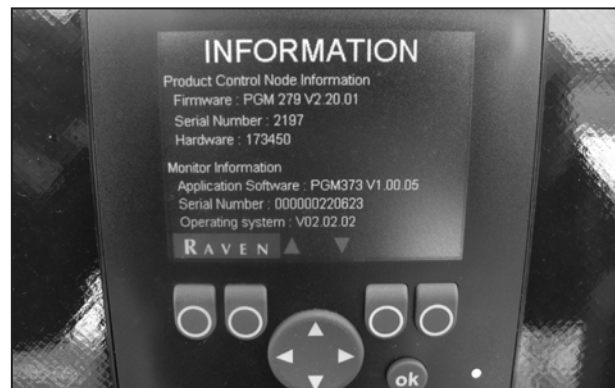 INFORMATION
Product Control Node Information
Firmware : PGM 279 V2.20.01
Serial Number : 2197
Hardware : 173450
Monitor Information
Application Software : PGM373 V1.00.05
Serial Number : 000000220623
Operating system : V02.02.02
RAVEN
ok